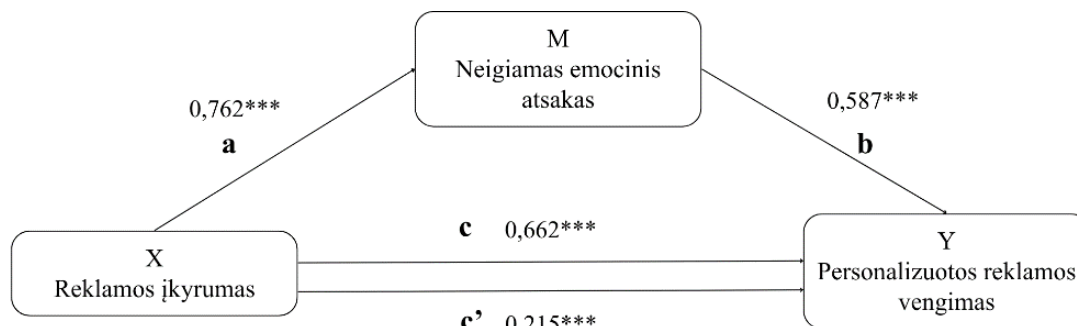 M
Neigiamas emocinis
atsakas
0,762***
a
0,587***
b
X
Reklamos įkyrumas
c 0,662***
c’ 0,215***
Y
Personalizuotos reklamos
vengimas